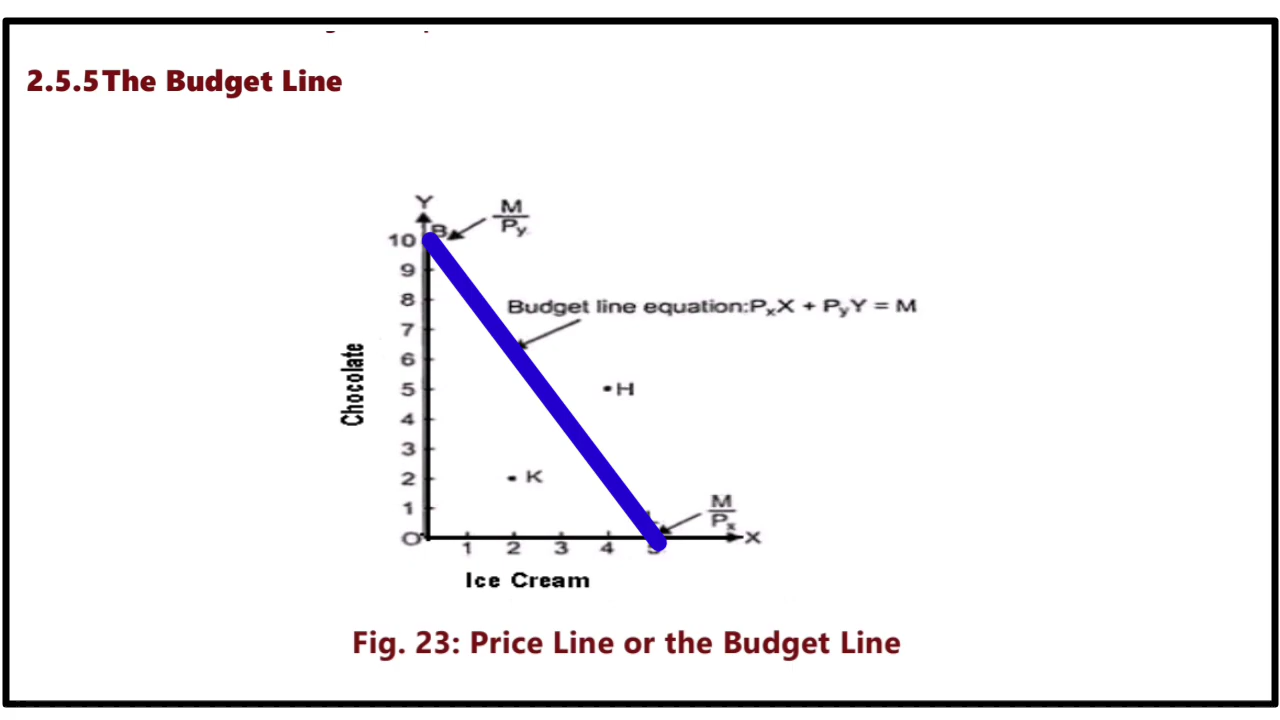 2.5.5 The Budget Line
Y
M
Py
B
10
9
8
7
6
5
4
3
2
1
O
Budget line equation:PxX + PyY = M
Chocolate
H
K
M
Px
X
1 2 3 4 5
Ice Cream
Fig. 23: Price Line or the Budget Line